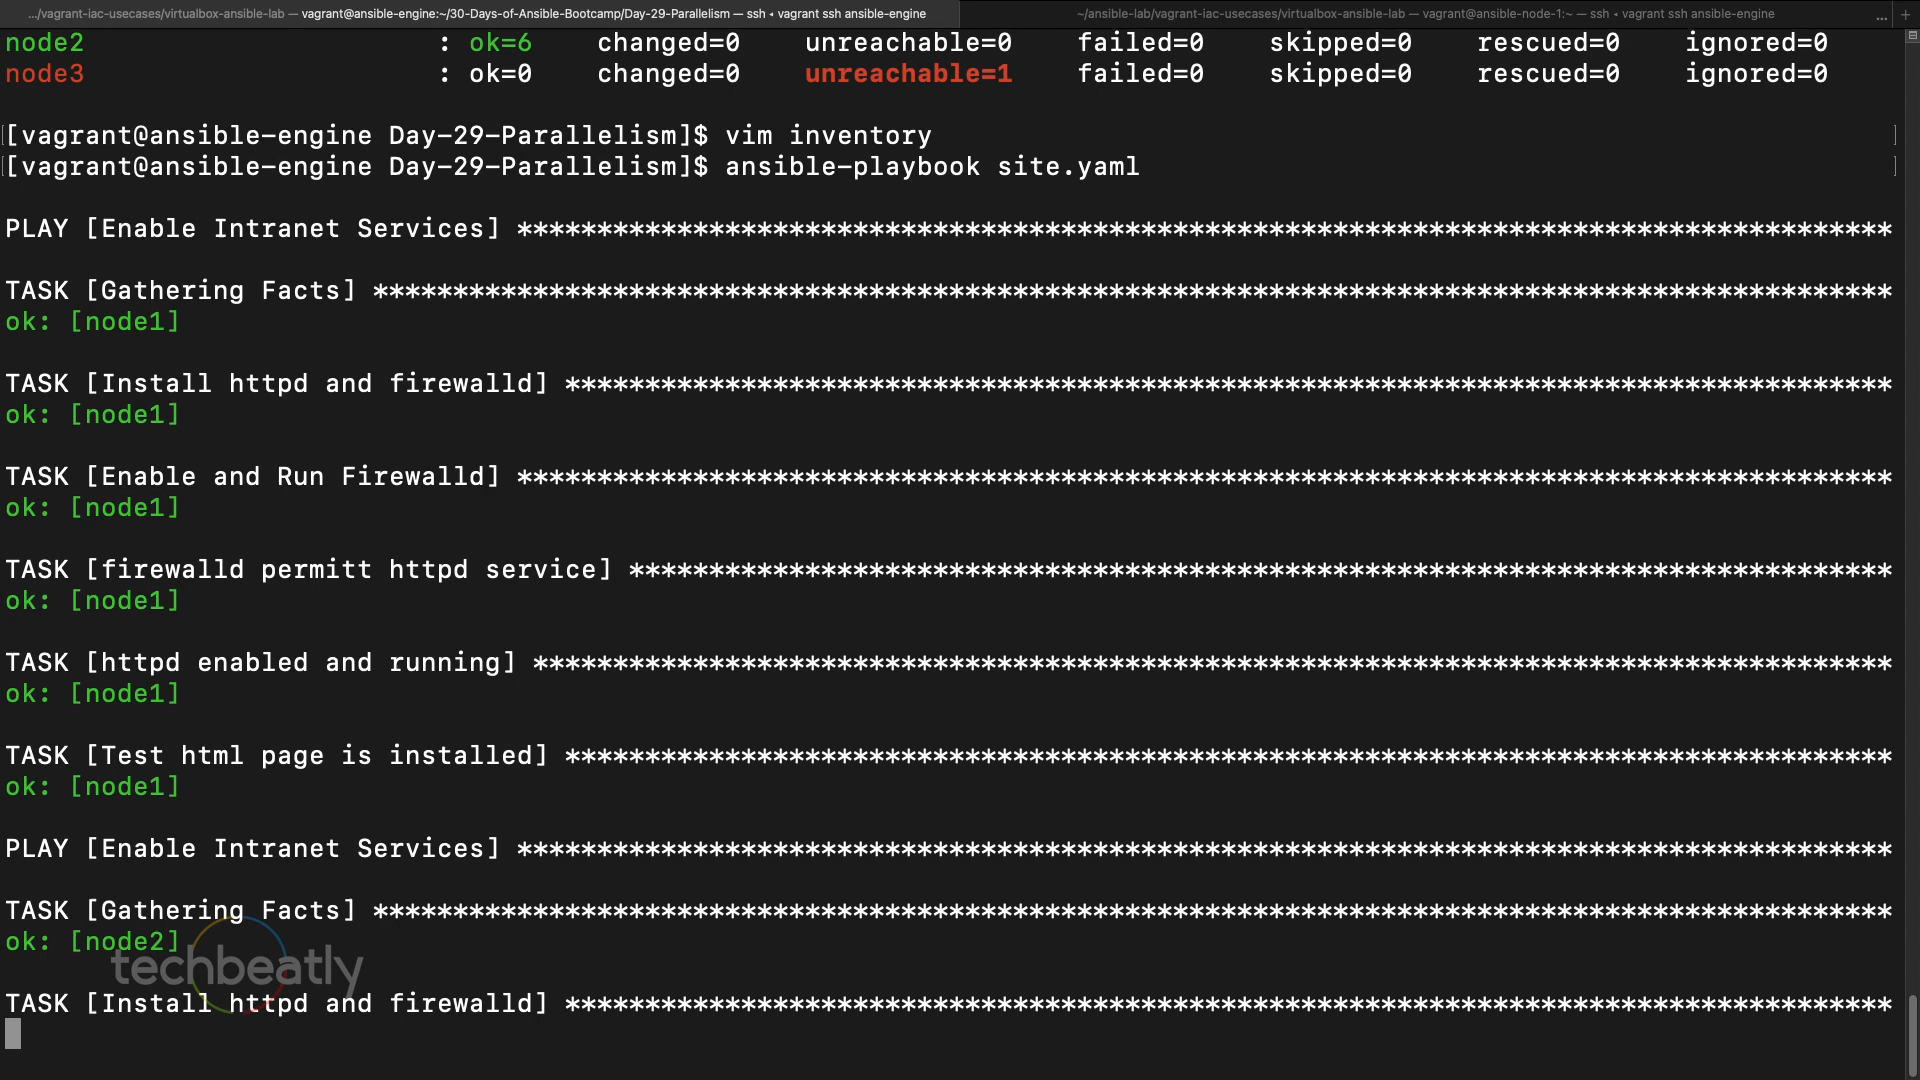 .../vagrant-iac-usecases/virtualbox-ansible-lab — vagrant@ansible-engine:~/30-Days-of-Ansible-Bootcamp/Day-29-Parallelism — ssh ◂ vagrant ssh ansible-engine
~/ansible-lab/vagrant-iac-usecases/virtualbox-ansible-lab — vagrant@ansible-node-1:~ — ssh ◂ vagrant ssh ansible-engine ... +
node2 : ok=6 changed=0 unreachable=0 failed=0 skipped=0 rescued=0 ignored=0
node3 : ok=0 changed=0 unreachable=1 failed=0 skipped=0 rescued=0 ignored=0
[vagrant@ansible-engine Day-29-Parallelism]$ vim inventory
[vagrant@ansible-engine Day-29-Parallelism]$ ansible-playbook site.yaml
PLAY [Enable Intranet Services] **************************************************************************************
TASK [Gathering Facts] ***********************************************************************************************
ok: [node1]
TASK [Install httpd and firewalld] ***********************************************************************************
ok: [node1]
TASK [Enable and Run Firewalld] **************************************************************************************
ok: [node1]
TASK [firewalld permitt httpd service] *******************************************************************************
ok: [node1]
TASK [httpd enabled and running] *************************************************************************************
ok: [node1]
TASK [Test html page is installed] ***********************************************************************************
ok: [node1]
PLAY [Enable Intranet Services] **************************************************************************************
TASK [Gathering Facts] ***********************************************************************************************
ok: [node2]
techbeatly
TASK [Install httpd and firewalld] ***********************************************************************************